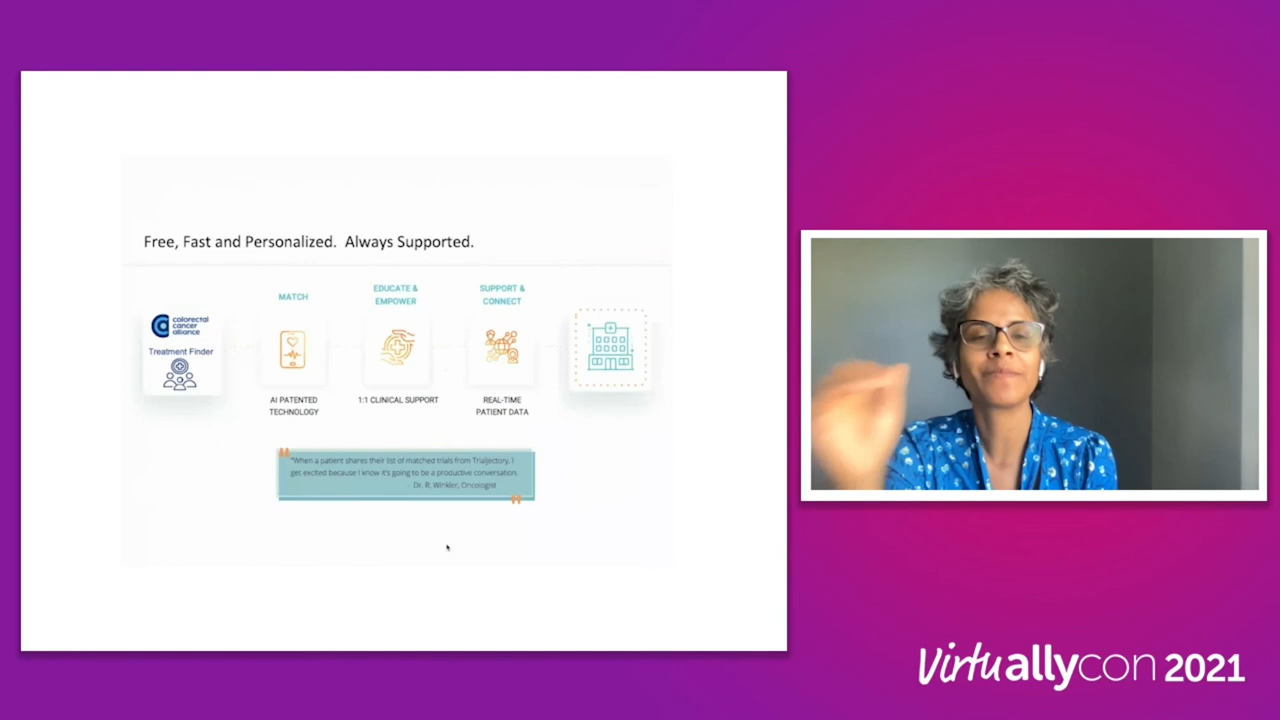 Free, Fast and Personalized. Always Supported.
MATCH
EDUCATE &
EMPOWER
SUPPORT &
CONNECT
colorectal
cancer
alliance
Treatment Finder
AI PATENTED
TECHNOLOGY
1:1 CLINICAL SUPPORT
REAL-TIME
PATIENT DATA
"When a patient shares their list of matched trials from Trialjectory, I
get excited because I know it's going to be a productive conversation.
- Dr. R. Winkler, Oncologist
Virtuallycon 2021